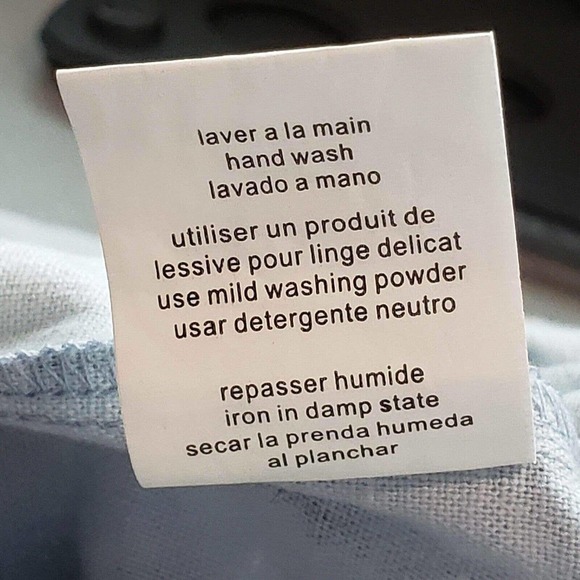 laver a la main
hand wash
lavado a mano
utiliser un produit de
lessive pour linge delicat
use mild washing powder
usar detergente neutro
repasser humide
iron in damp state
secar la prenda humeda
al planchar